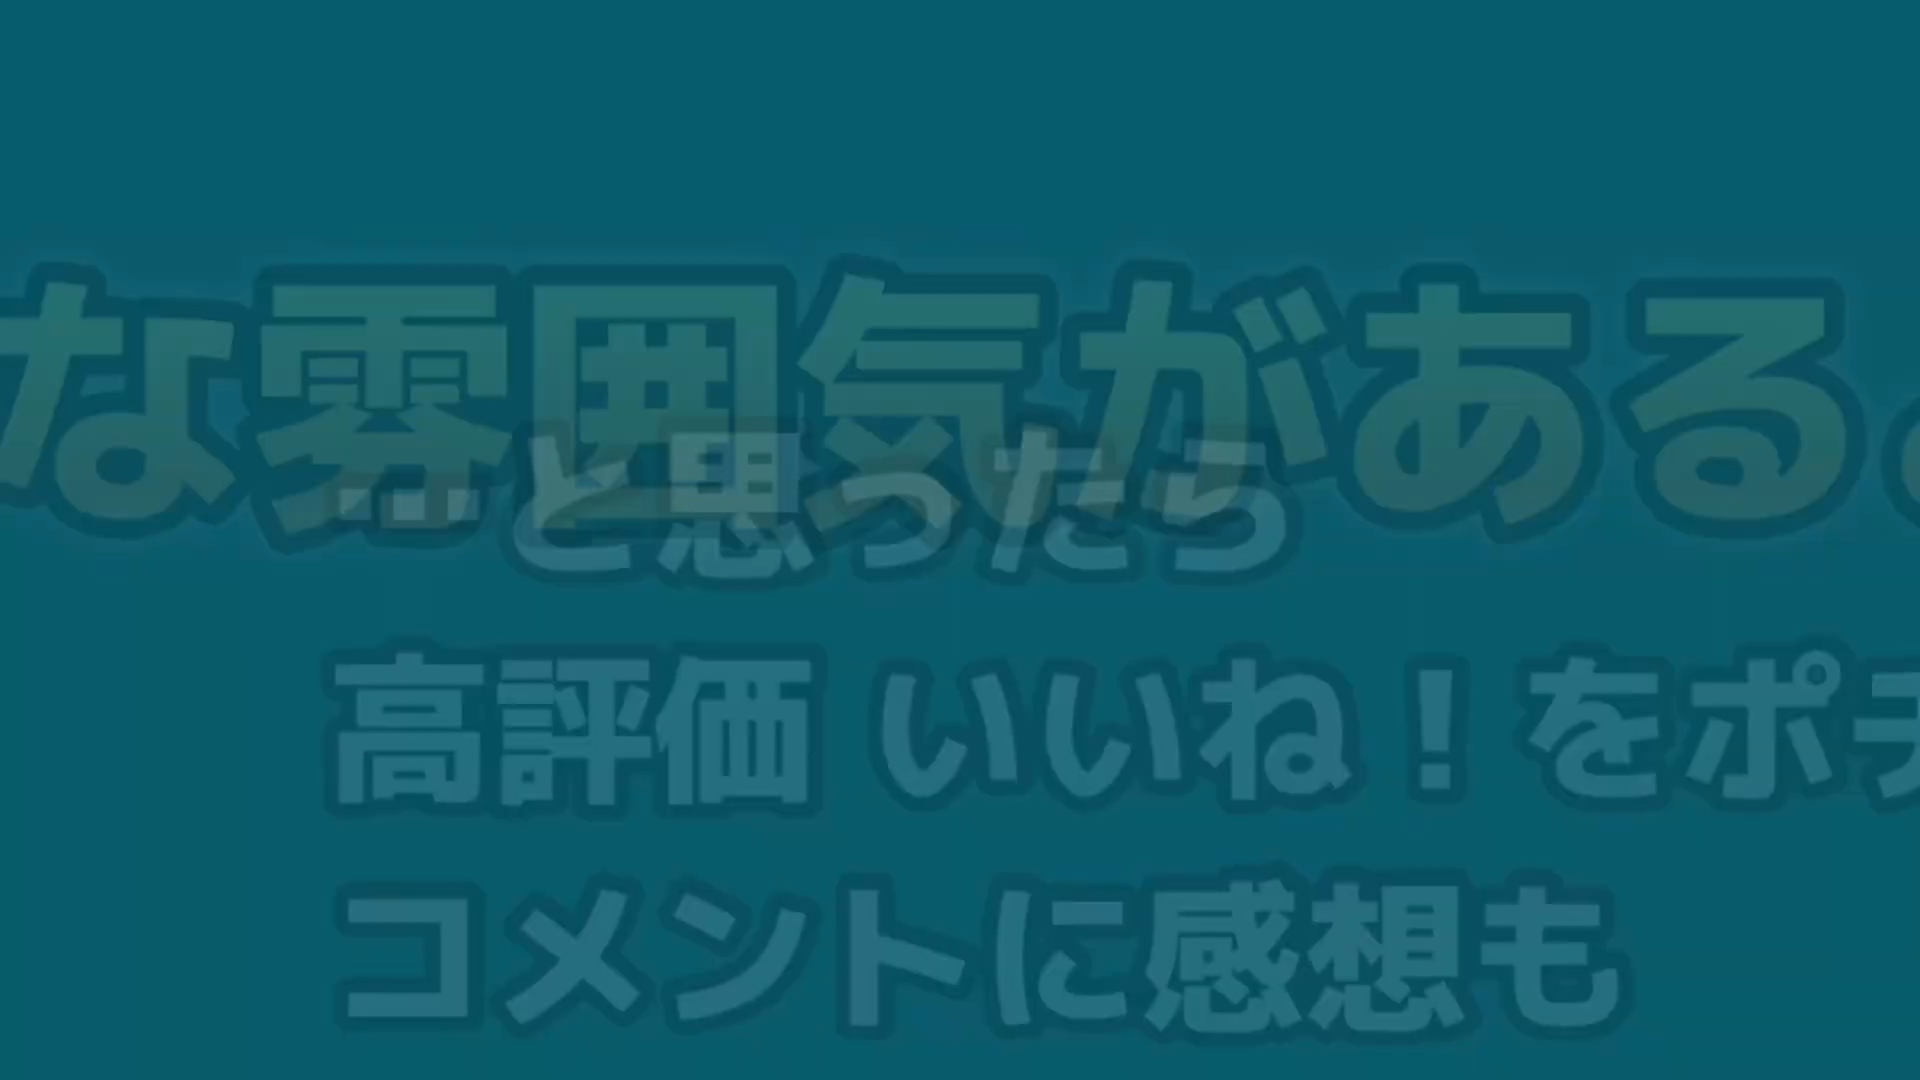 な雰囲気がある
…と思ったら
高評価 いいね！をポチ
コメントに感想も